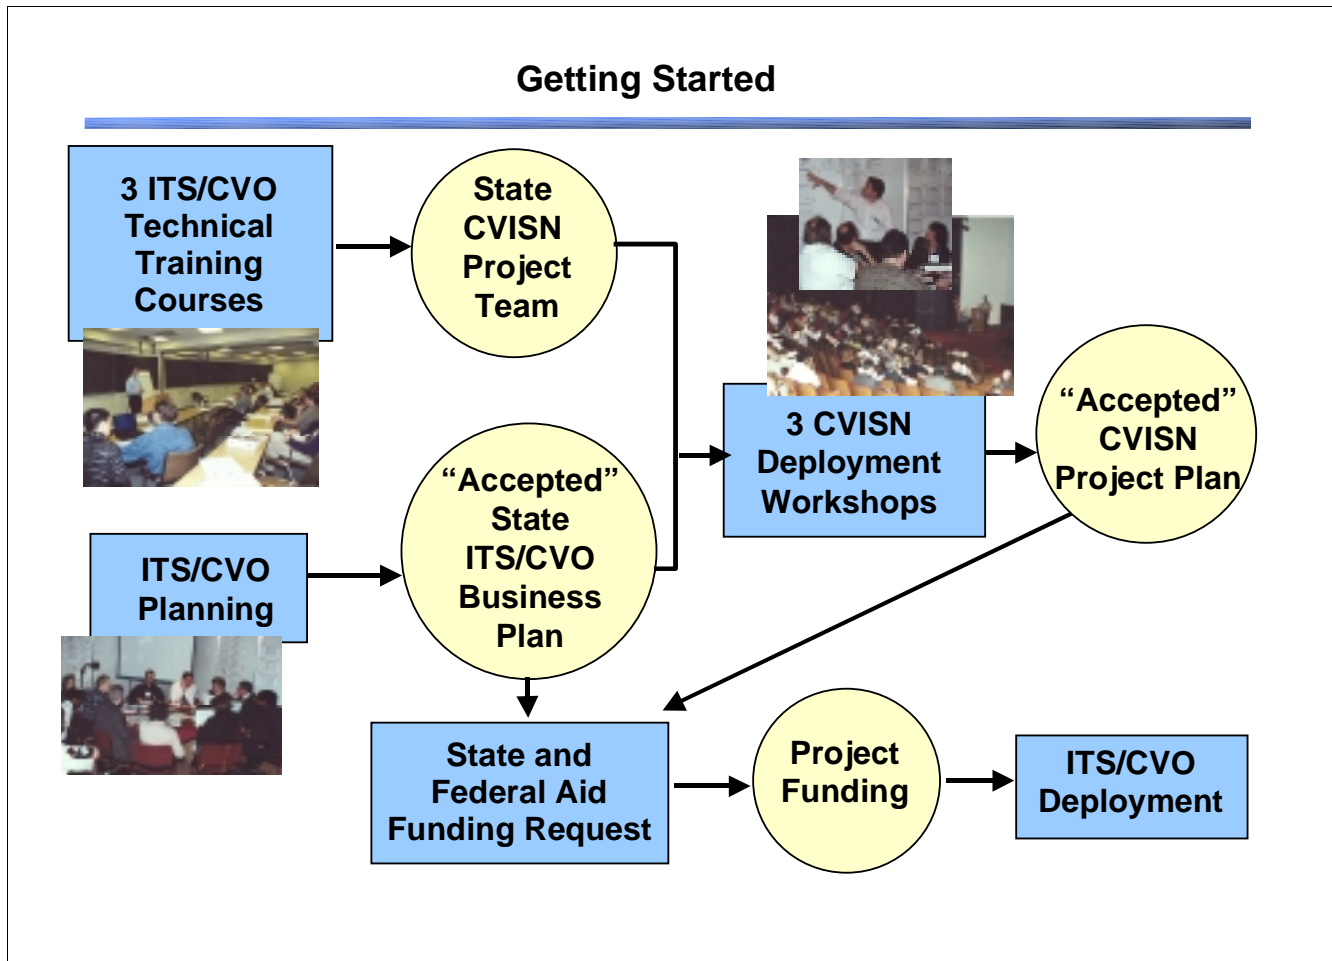 Getting Started
3 ITS/CVO
Technical
Training
Courses
State
CVISN
Project
Team
“Accepted”
CVISN
Project Plan
3 CVISN
Deployment
Workshops
“Accepted”
State
ITS/CVO
Business
Plan
ITS/CVO
Planning
State and
Federal Aid
Funding Request
Project
Funding
ITS/CVO
Deployment